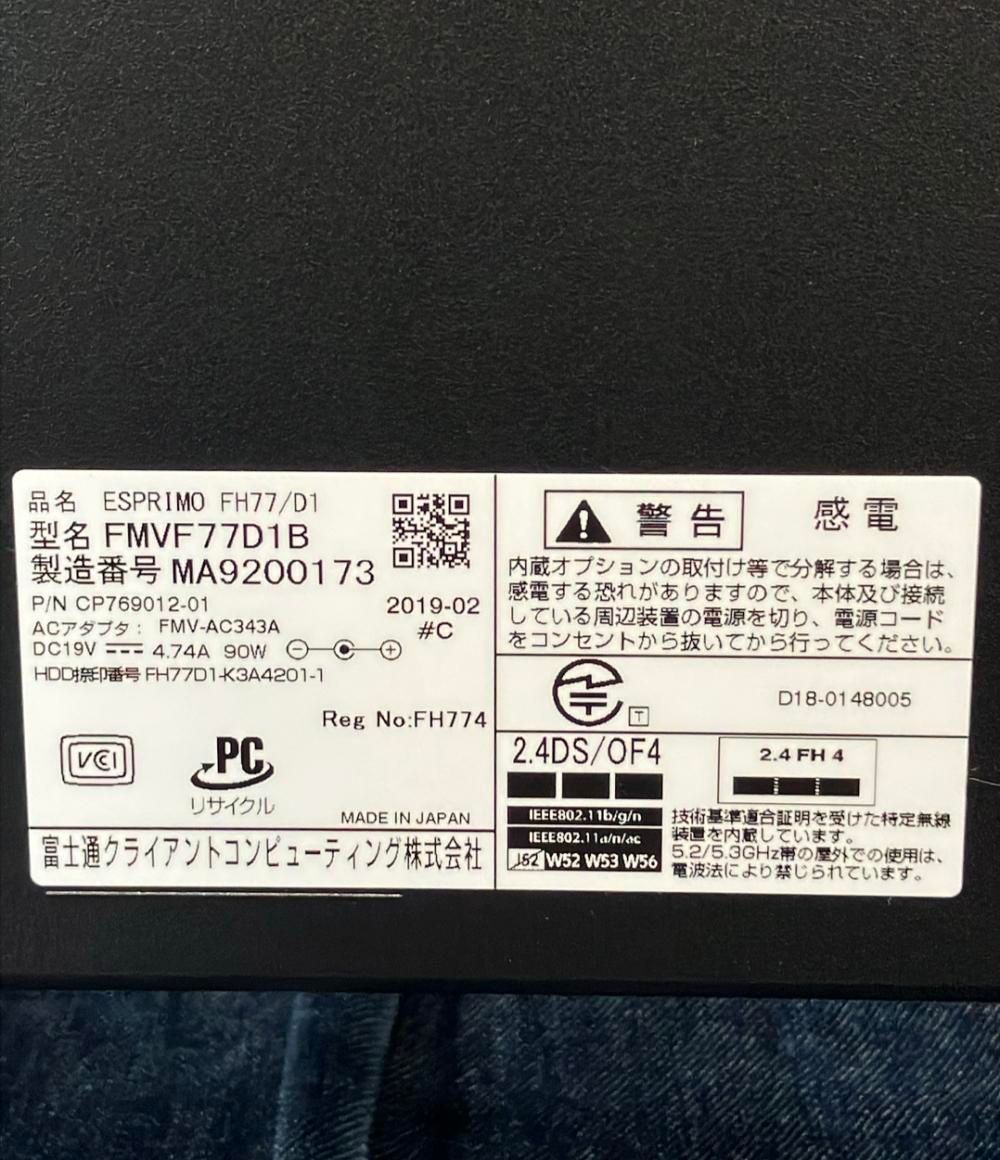 品名 ESPRIMO FH77/D1
型名 FMVF77D1B
製造番号 MA9200173
P/N CP769012-01
2019-02
ACアダプタ: FMV-AC343A
#C
DC19V 4.74A 90W
HDD捺印番号 FH77D1-K3A4201-1
Reg No:FH774
VCCI
PC
リサイクル
MADE IN JAPAN
富士通クライアントコンピューティング株式会社
警告 感電
内蔵オプションの取付け等で分解する場合は、
感電する恐れがありますので、本体及び接続
している周辺装置の電源を切り、電源コード
をコンセントから抜いてから行ってください。
T
D18-0148005
2.4DS/OF4
2.4 FH 4
IEEE802.11b/g/n
IEEE802.11a/n/ac
J52 W52 W53 W56
技術基準適合証明を受けた特定無線
装置を内蔵しています。
5.2/5.3GHz帯の屋外での使用は、
電波法により禁じられています。